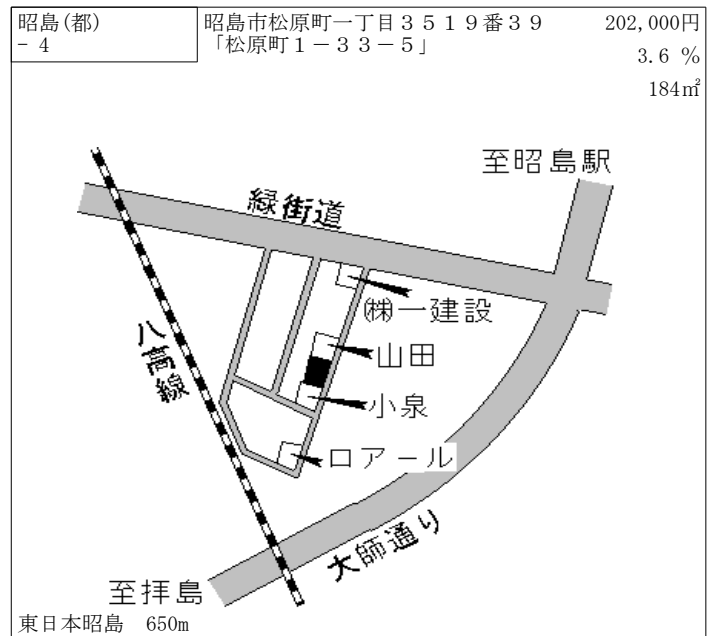 昭島(都)
- 4
昭島市松原町一丁目3519番39
「松原町1-33-5」
202,000円
3.6 %
184㎡
至昭島駅
緑街道
㈱一建設
八高線
山田
小泉
ロアール
大師通り
至拝島
東日本昭島 650m